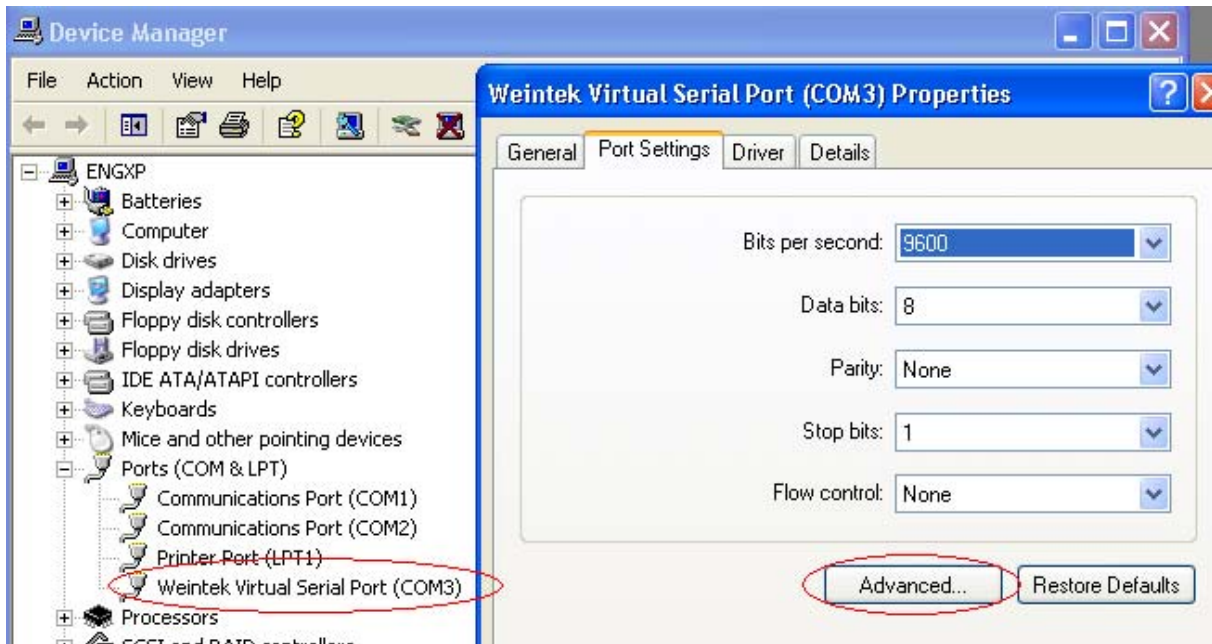 Device Manager
File Action View Help
ENGXP
Batteries
Computer
Disk drives
Display adapters
Floppy disk controllers
Floppy disk drives
IDE ATA/ATAPI controllers
Keyboards
Mice and other pointing devices
Ports (COM & LPT)
Communications Port (COM1)
Communications Port (COM2)
Printer Port (LPT1)
Weintek Virtual Serial Port (COM3)
Processors
SCSI and RAID controllers
Weintek Virtual Serial Port (COM3) Properties
General Port Settings Driver Details
Bits per second: 9600
Data bits: 8
Parity: None
Stop bits: 1
Flow control: None
Advanced... Restore Defaults